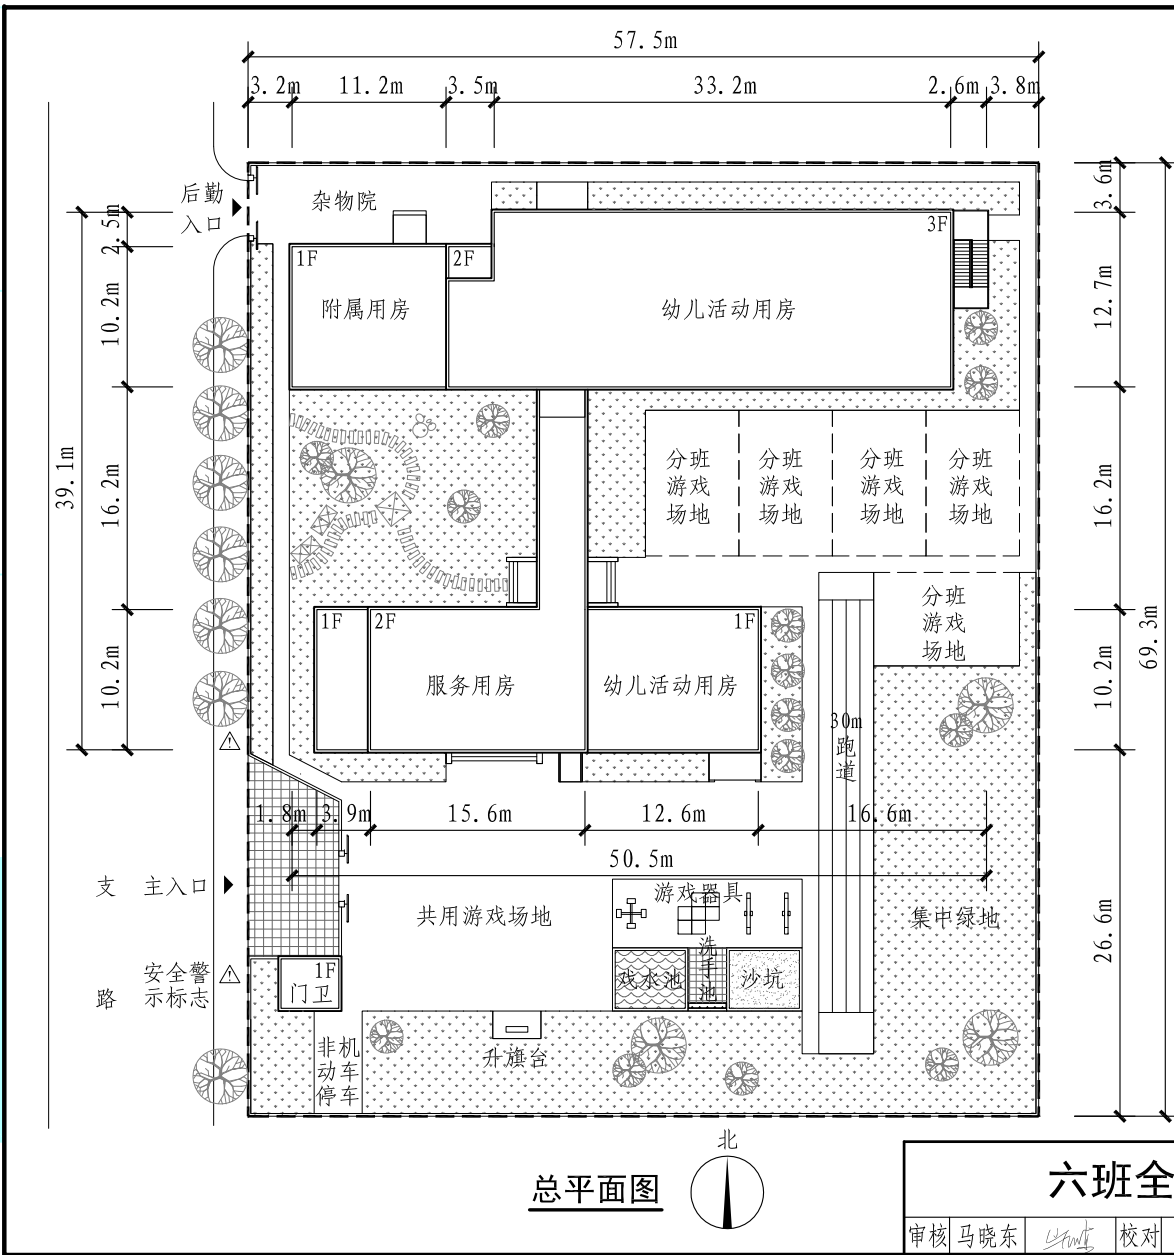 57.5m
3.2m 11.2m 3.5m 33.2m 2.6m 3.8m
后勤
入口
杂物院
3.6m
2.5m
1F 2F 3F
附属用房 幼儿活动用房
10.2m
12.7m
39.1m
16.2m
分班 分班 分班 分班
游戏 游戏 游戏 游戏
场地 场地 场地 场地
16.2m
69.3m
分班
游戏
场地
1F 2F 1F
服务用房 幼儿活动用房
10.2m
10.2m
30m
跑
道
1.8m 3.9m 15.6m 12.6m 16.6m
50.5m
支 主入口
游戏器具
共用游戏场地
集中绿地
26.6m
安全警
路 示标志
1F
门卫
戏水池
洗
手
池
沙坑
非机
动车
停车
升旗台
总平面图
北
六班全
审核 马晓东 校对